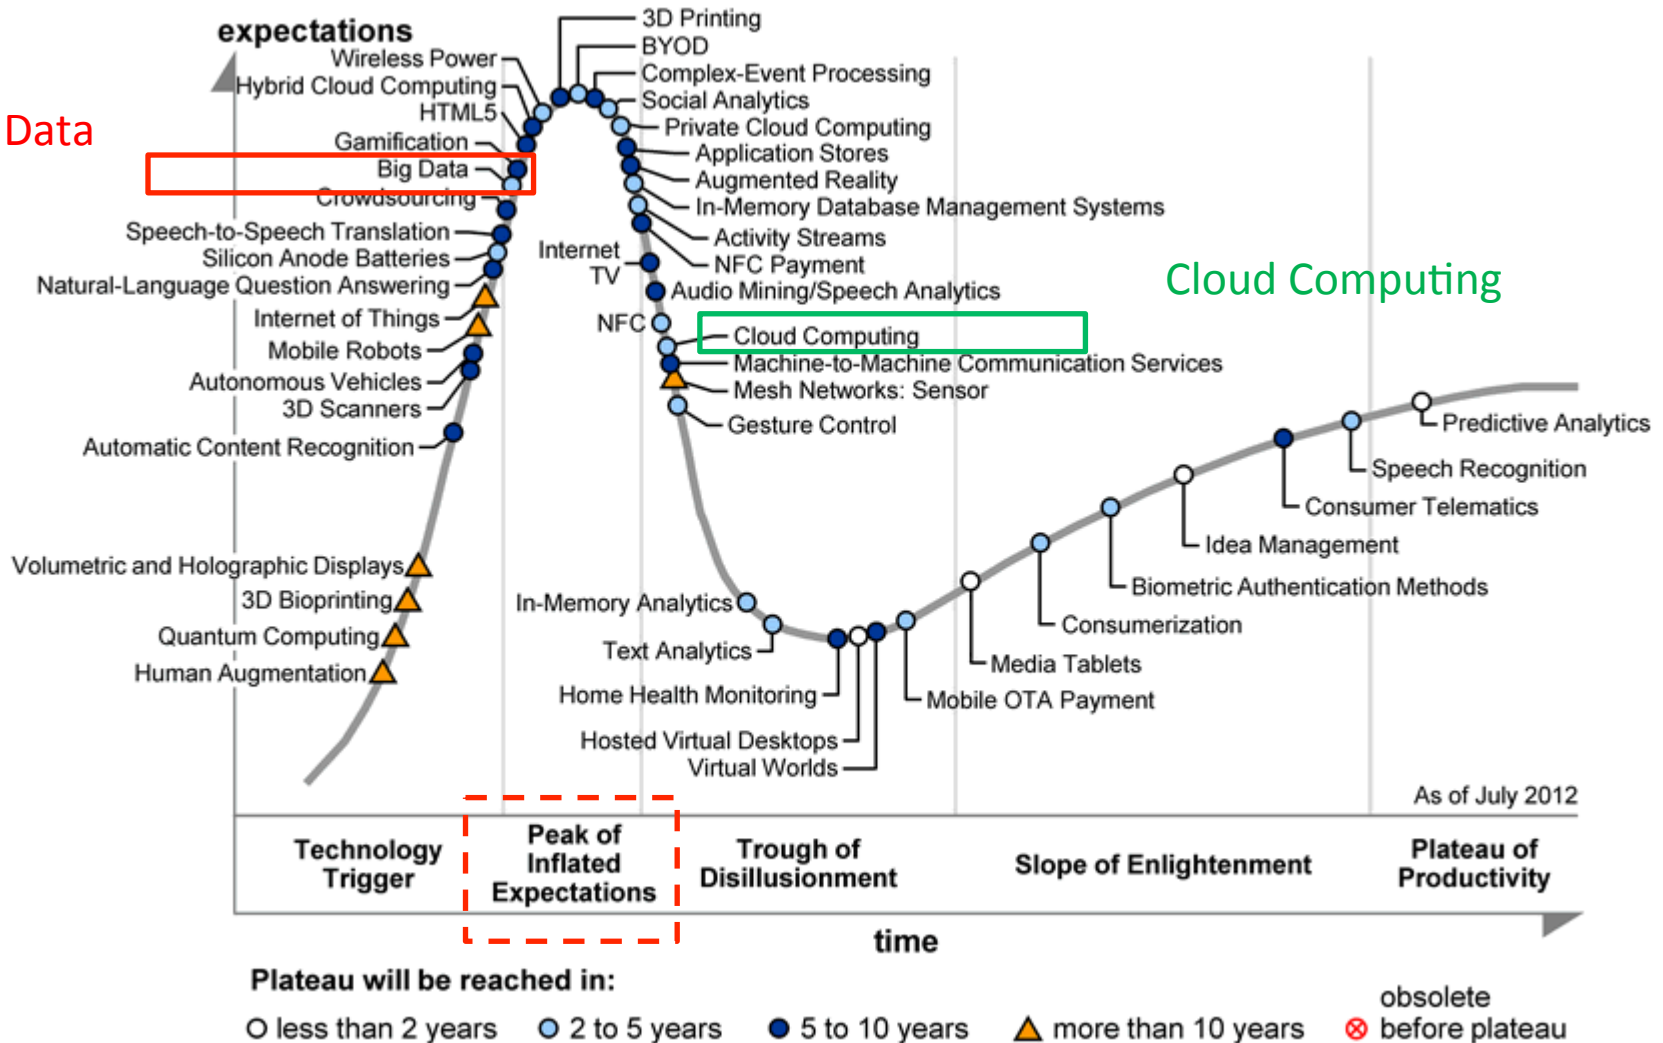 expectations
Data
Wireless Power
Hybrid Cloud Computing
HTML5
Gamification
Big Data
Crowdsourcing
Speech-to-Speech Translation
Silicon Anode Batteries
Natural-Language Question Answering
Internet of Things
Mobile Robots
Autonomous Vehicles
3D Scanners
Automatic Content Recognition
Volumetric and Holographic Displays
3D Bioprinting
Quantum Computing
Human Augmentation
3D Printing
BYOD
Complex-Event Processing
Social Analytics
Private Cloud Computing
Application Stores
Augmented Reality
In-Memory Database Management Systems
Activity Streams
NFC Payment
Internet
TV
Audio Mining/Speech Analytics
NFC
Cloud Computing
Cloud Computing
Machine-to-Machine Communication Services
Mesh Networks: Sensor
Gesture Control
In-Memory Analytics
Text Analytics
Home Health Monitoring
Hosted Virtual Desktops
Virtual Worlds
Mobile OTA Payment
Media Tablets
Consumerization
Biometric Authentication Methods
Idea Management
Consumer Telematics
Speech Recognition
Predictive Analytics
As of July 2012
Technology
Trigger
Peak of
Inflated
Expectations
Trough of
Disillusionment
Slope of Enlightenment
Plateau of
Productivity
time
Plateau will be reached in:
less than 2 years
2 to 5 years
5 to 10 years
more than 10 years
obsolete
before plateau